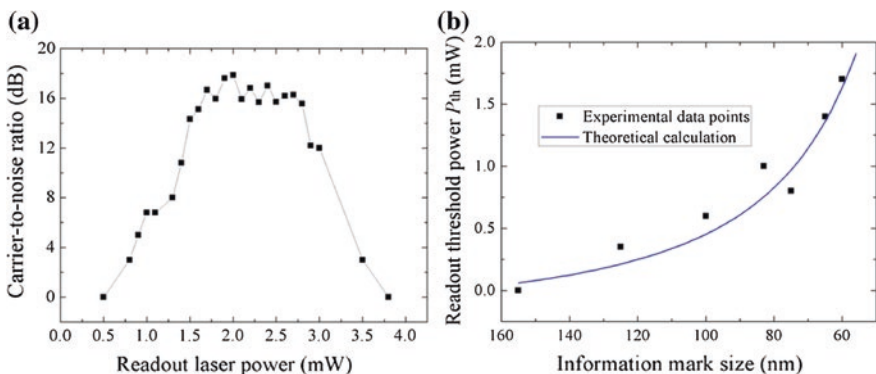 (a)
20
16
12
8
4
0
Carrier-to-noise ratio (dB)
0.0 0.5 1.0 1.5 2.0 2.5 3.0 3.5 4.0
Readout laser power (mW)
(b)
2.0
1.5
1.0
0.5
0.0
Readout threshold power Pth (mW)
Experimental data points
Theoretical calculation
160 140 120 100 80 60
Information mark size (nm)